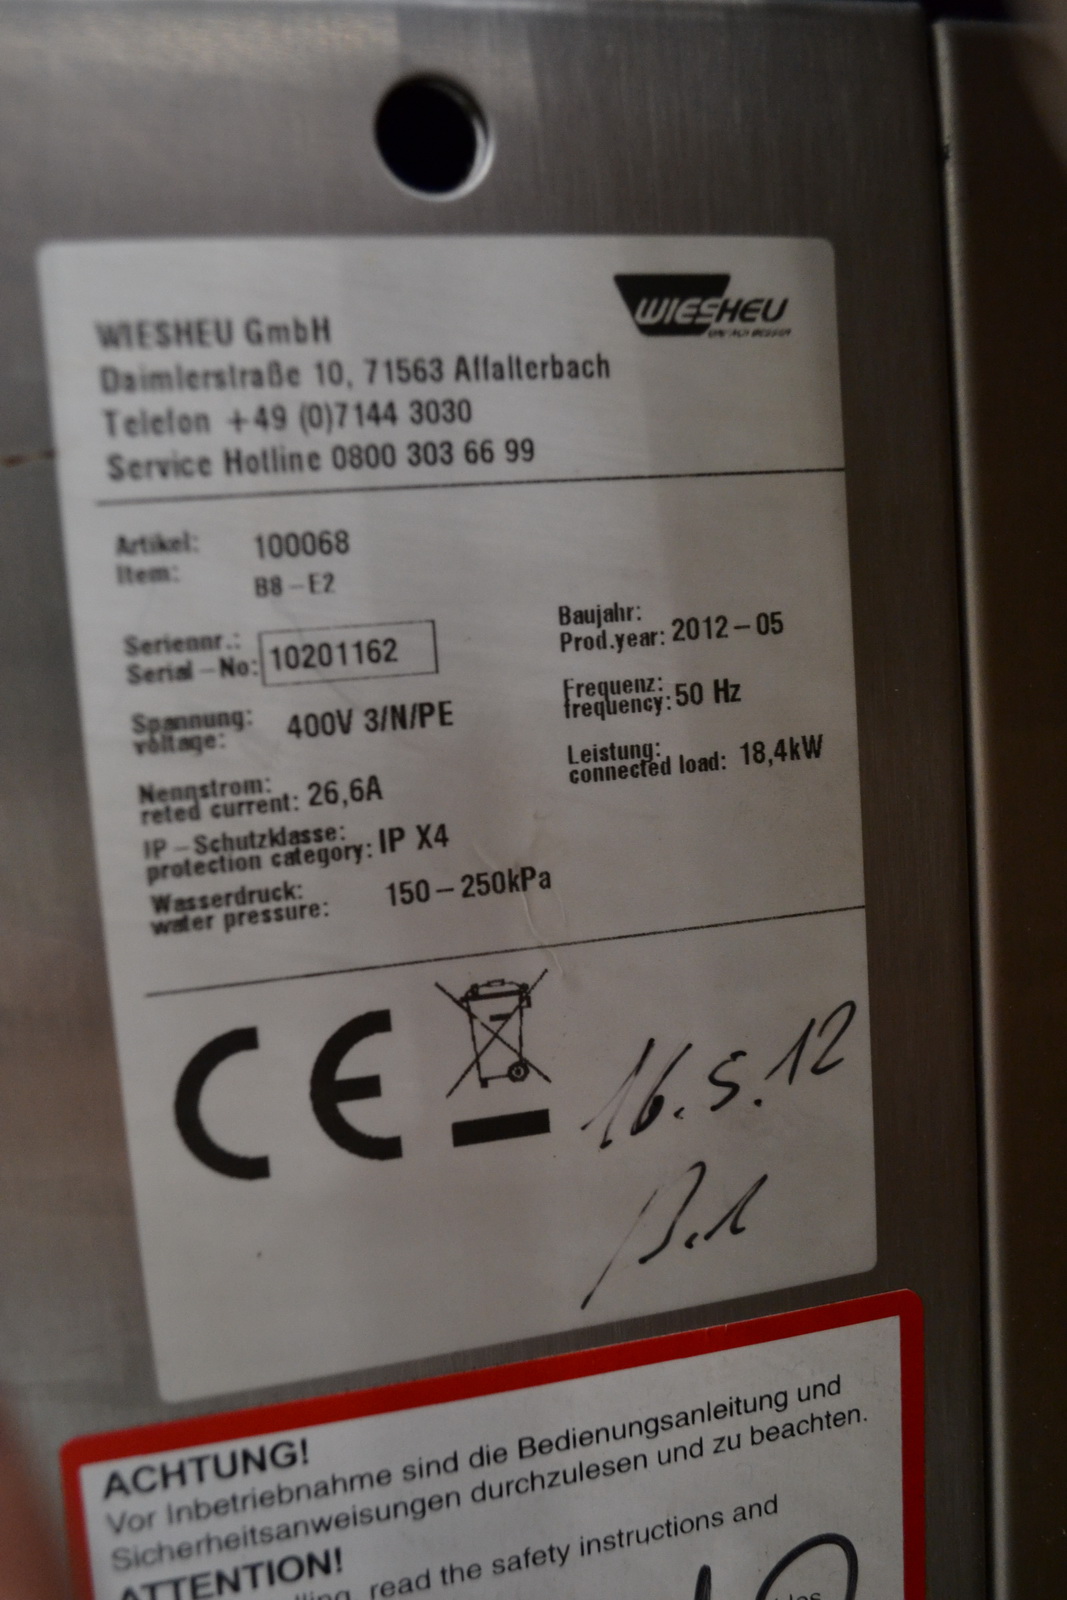 WIESHEU GmbH
Daimlerstraße 10, 71563 Affalterbach
Telefon +49 (0)7144 3030
Service Hotline 0800 303 66 99
WIESHEU
EINFACH BESSER
Artikel: 100068
Item: B8-E2
Seriennr.:
Serial-No: 10201162
Baujahr:
Prod.year: 2012-05
Spannung:
voltage: 400V 3/N/PE
Frequenz:
frequency: 50 Hz
Nennstrom:
reted current: 26,6A
Leistung:
connected load: 18,4kW
IP-Schutzklasse:
protection category: IP X4
Wasserdruck:
water pressure: 150-250kPa
CE
16.5.12
ACHTUNG!
Vor Inbetriebnahme sind die Bedienungsanleitung und
Sicherheitsanweisungen durchzulesen und zu beachten.
ATTENTION!
read the safety instructions and